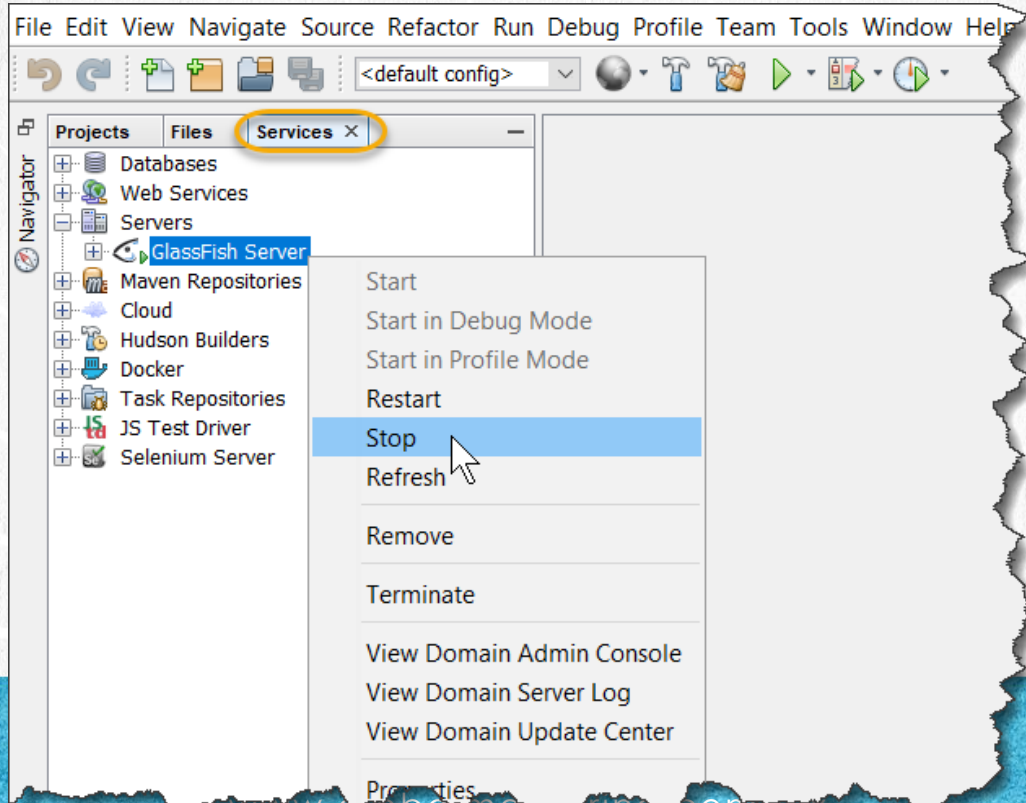 File Edit View Navigate Source Refactor Run Debug Profile Team Tools Window Help
<default config>
Projects Files Services
Navigator
Databases
Web Services
Servers
GlassFish Server
Maven Repositories
Cloud
Hudson Builders
Docker
Task Repositories
JS Test Driver
Selenium Server
Start
Start in Debug Mode
Start in Profile Mode
Restart
Stop
Refresh
Remove
Terminate
View Domain Admin Console
View Domain Server Log
View Domain Update Center
Properties